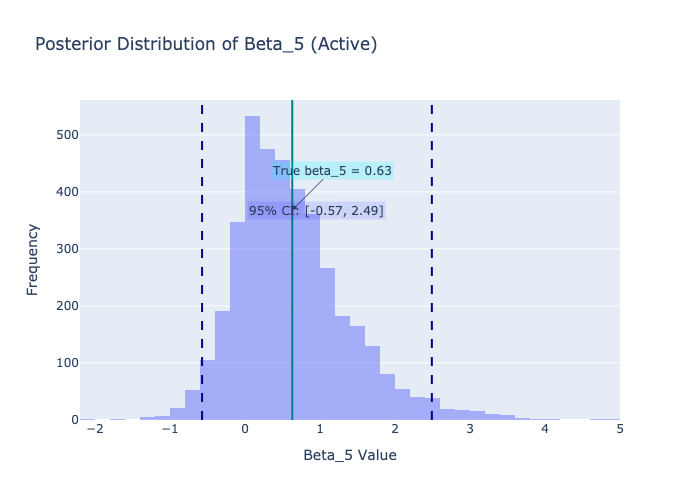 Posterior Distribution of Beta_5 (Active)
500
400
300
200
100
0
Frequency
True beta_5 = 0.63
95% CI: [-0.57, 2.49]
−2 −1 0 1 2 3 4 5
Beta_5 Value